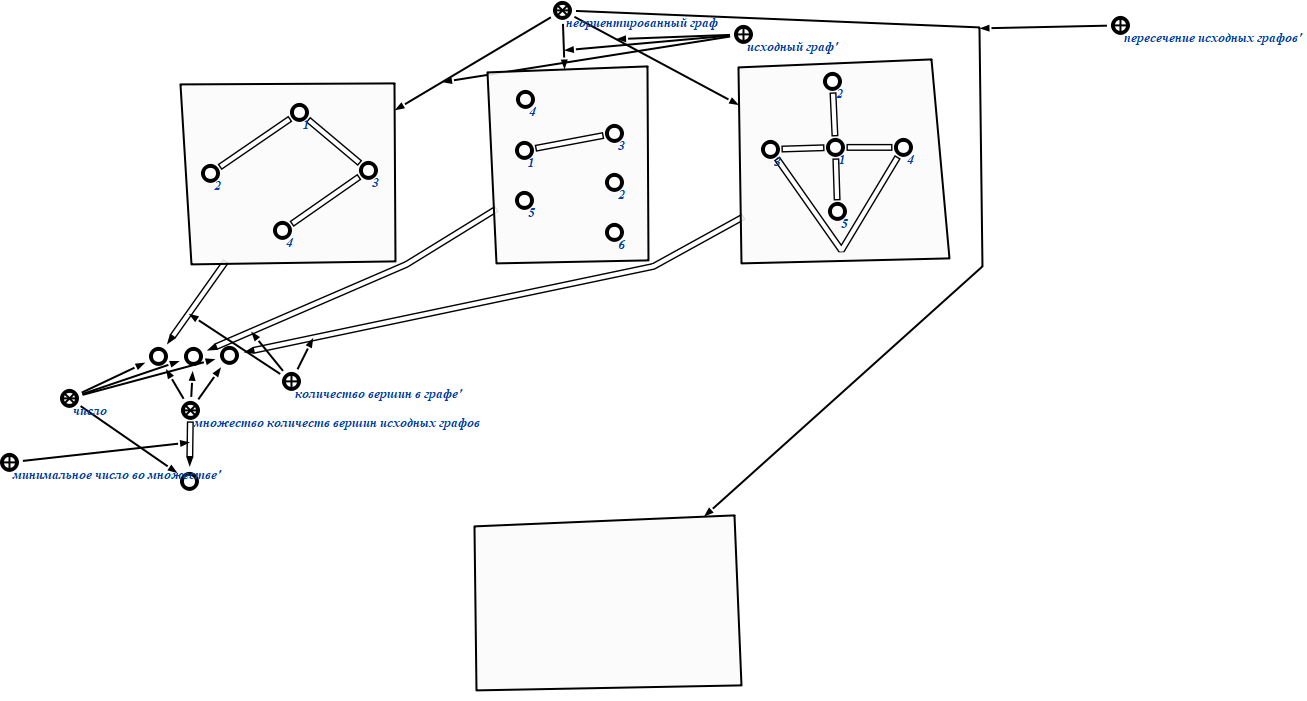 неориентированный граф
исходный граф'
пересечение исходных графов'
1
2
3
4
4
1
3
5
2
6
2
3
1
4
5
количество вершин в графе'
число
множество количеств вершин исходных графов
минимальное число во множестве'